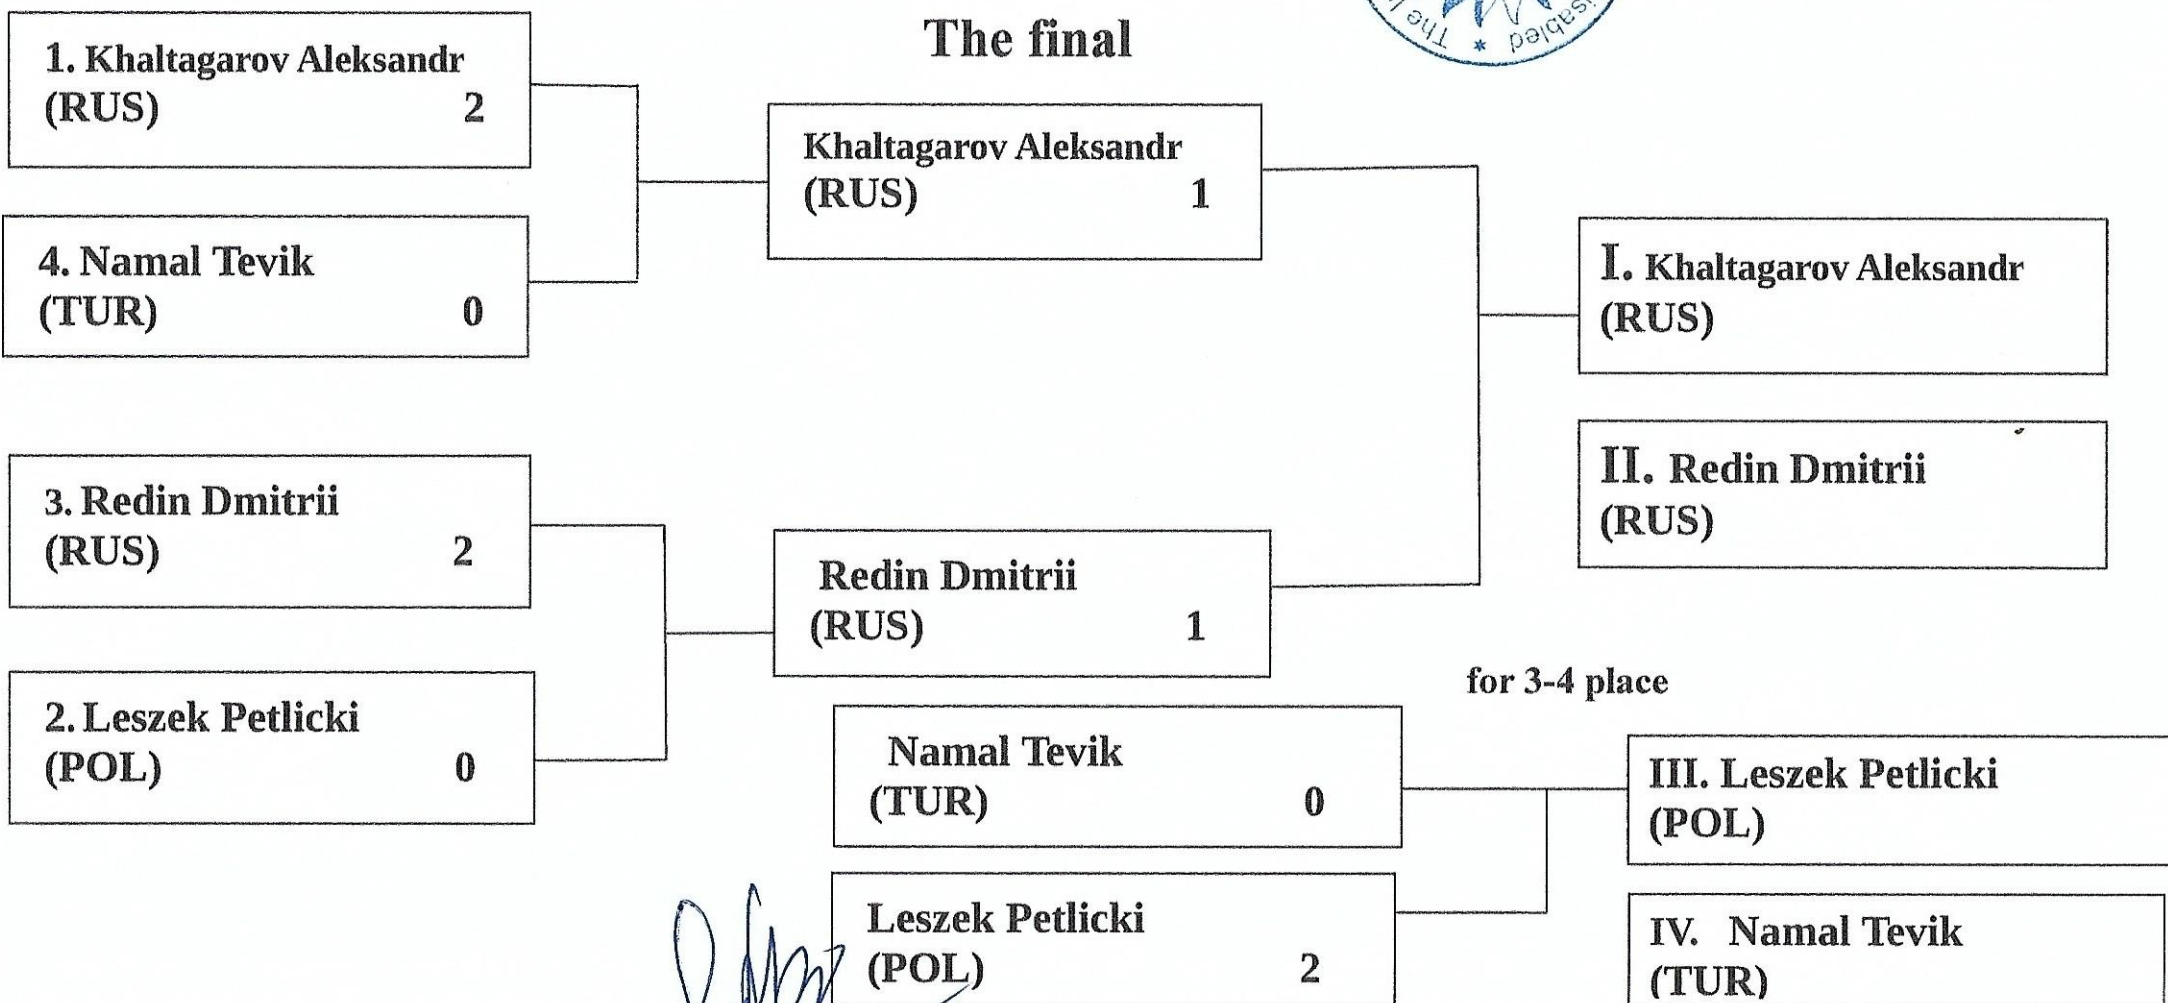 The final
The
isabled
1. Khaltagarov Aleksandr
(RUS) 2
4. Namal Tevik
(TUR) 0
3. Redin Dmitrii
(RUS) 2
2. Leszek Petlicki
(POL) 0
Khaltagarov Aleksandr
(RUS) 1
Redin Dmitrii
(RUS) 1
I. Khaltagarov Aleksandr
(RUS)
II. Redin Dmitrii
(RUS)
for 3-4 place
Namal Tevik
(TUR) 0
Leszek Petlicki
(POL) 2
III. Leszek Petlicki
(POL)
IV. Namal Tevik
(TUR)